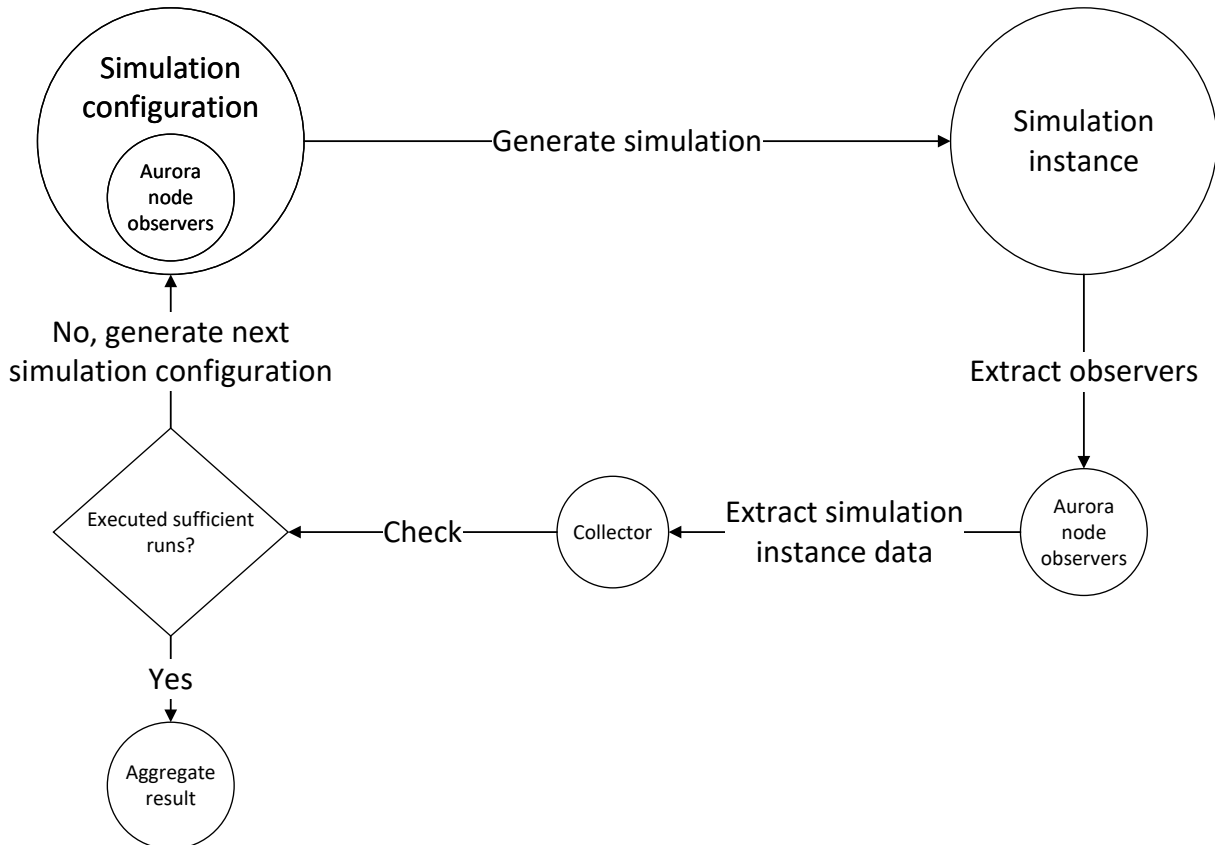 Simulation
configuration
Aurora
node
observers
Generate simulation
Simulation
instance
No, generate next
simulation configuration
Extract observers
Executed sufficient
runs?
Check
Collector
Extract simulation
instance data
Aurora
node
observers
Yes
Aggregate
result